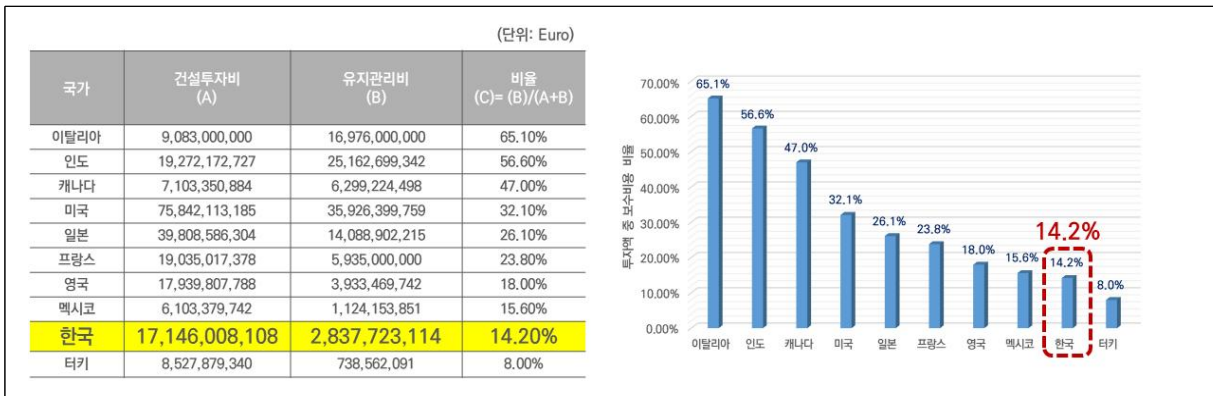 (단위: Euro)
국가 건설투자비 (A) 유지관리비 (B) 비율 (C)= (B)/(A+B)
이탈리아 9,083,000,000 16,976,000,000 65.10%
인도 19,272,172,727 25,162,699,342 56.60%
캐나다 7,103,350,884 6,299,224,498 47.00%
미국 75,842,113,185 35,926,399,759 32.10%
일본 39,808,586,304 14,088,902,215 26.10%
프랑스 19,035,017,378 5,935,000,000 23.80%
영국 17,939,807,788 3,933,469,742 18.00%
멕시코 6,103,379,742 1,124,153,851 15.60%
한국 17,146,008,108 2,837,723,114 14.20%
터키 8,527,879,340 738,562,091 8.00%
투자액 중 보수비용 비율
70.00%
60.00%
50.00%
40.00%
30.00%
20.00%
10.00%
0.00%
65.1%
56.6%
47.0%
32.1%
26.1%
23.8%
18.0%
15.6%
14.2%
14.2%
8.0%
이탈리아 인도 캐나다 미국 일본 프랑스 영국 멕시코 한국 터키